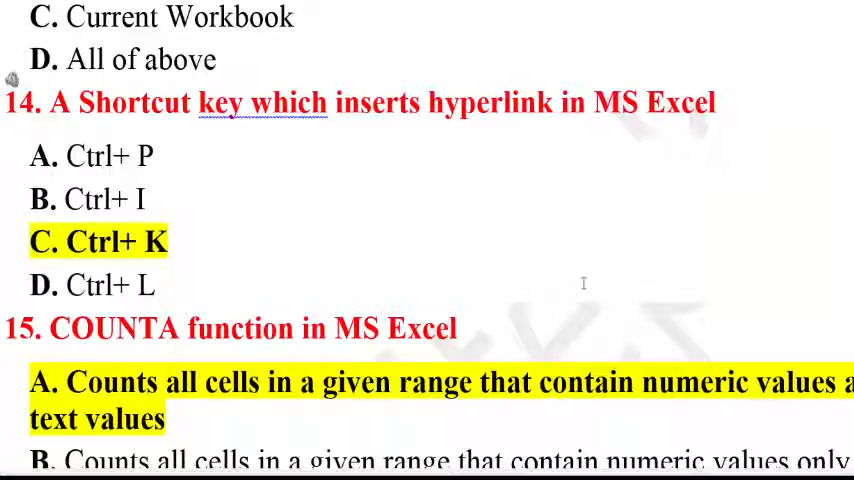 C. Current Workbook
D. All of above
14. A Shortcut key which inserts hyperlink in MS Excel
A. Ctrl+ P
B. Ctrl+ I
C. Ctrl+ K
D. Ctrl+ L
15. COUNTA function in MS Excel
A. Counts all cells in a given range that contain numeric values
text values
B. Counts all cells in a given range that contain numeric values only